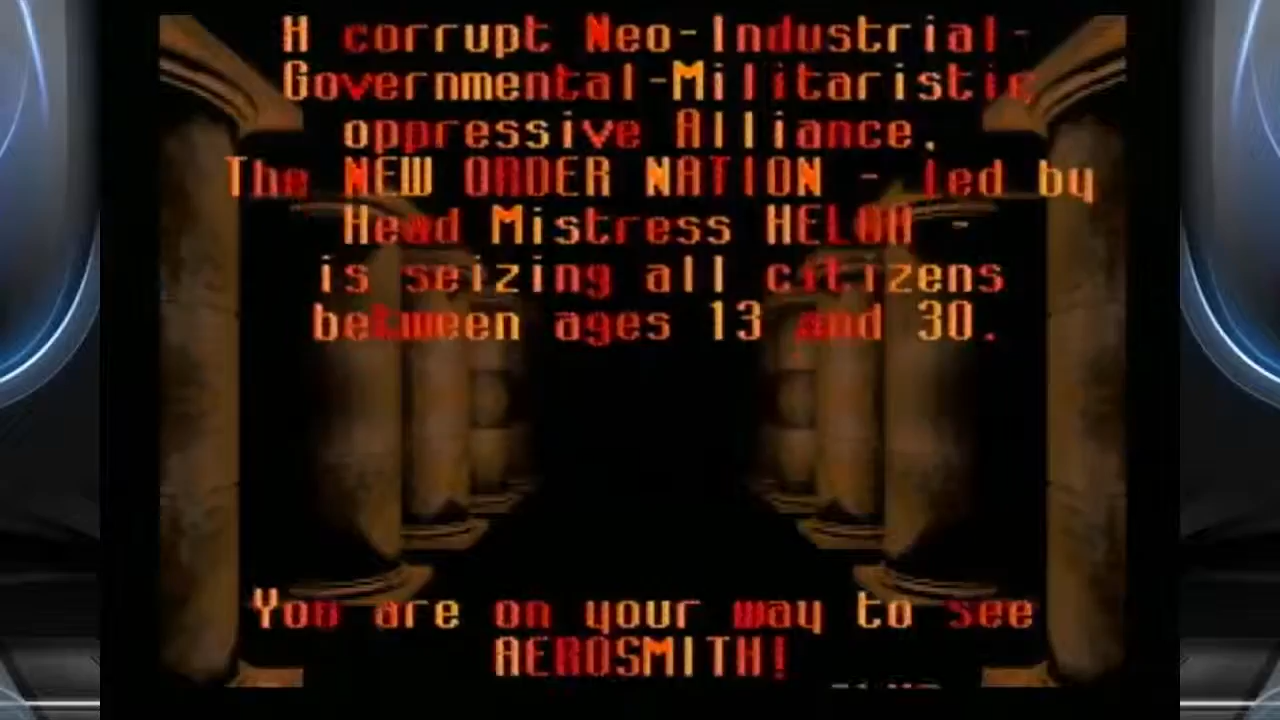 A corrupt Neo-Industrial-
Governmental-Militaristic
oppressive Alliance,
The NEW ORDER NATION - led by
Head Mistress HELGA -
is seizing all citizens
between ages 13 and 30.
You are on your way to see
AEROSMITH!